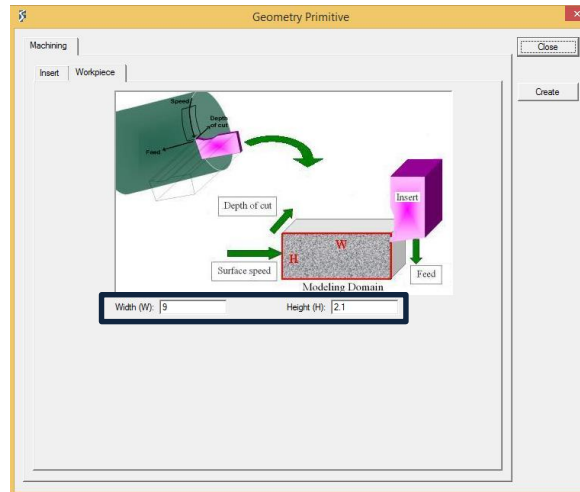 Geometry Primitive
Machining
Close
Insert Workpiece
Create
Speed
Depth
of cut
Feed
Depth of cut
Insert
W
H
Surface speed
Feed
Modeling Domain
Width (W): 9 Height (H): 2.1